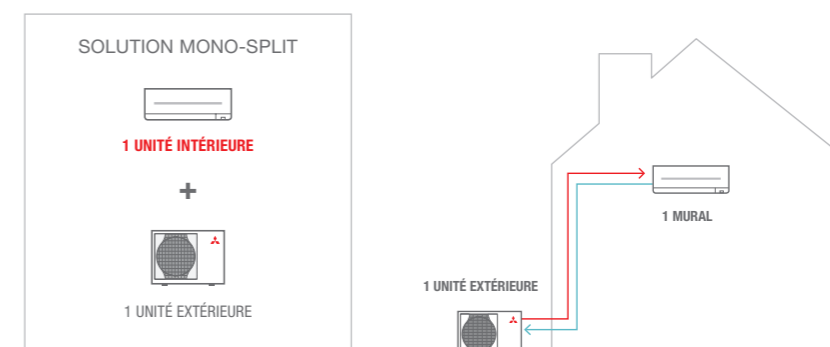 SOLUTION MONO-SPLIT
1 UNITÉ INTÉRIEURE
+
1 UNITÉ EXTÉRIEURE
1 MURAL
1 UNITÉ EXTÉRIEURE